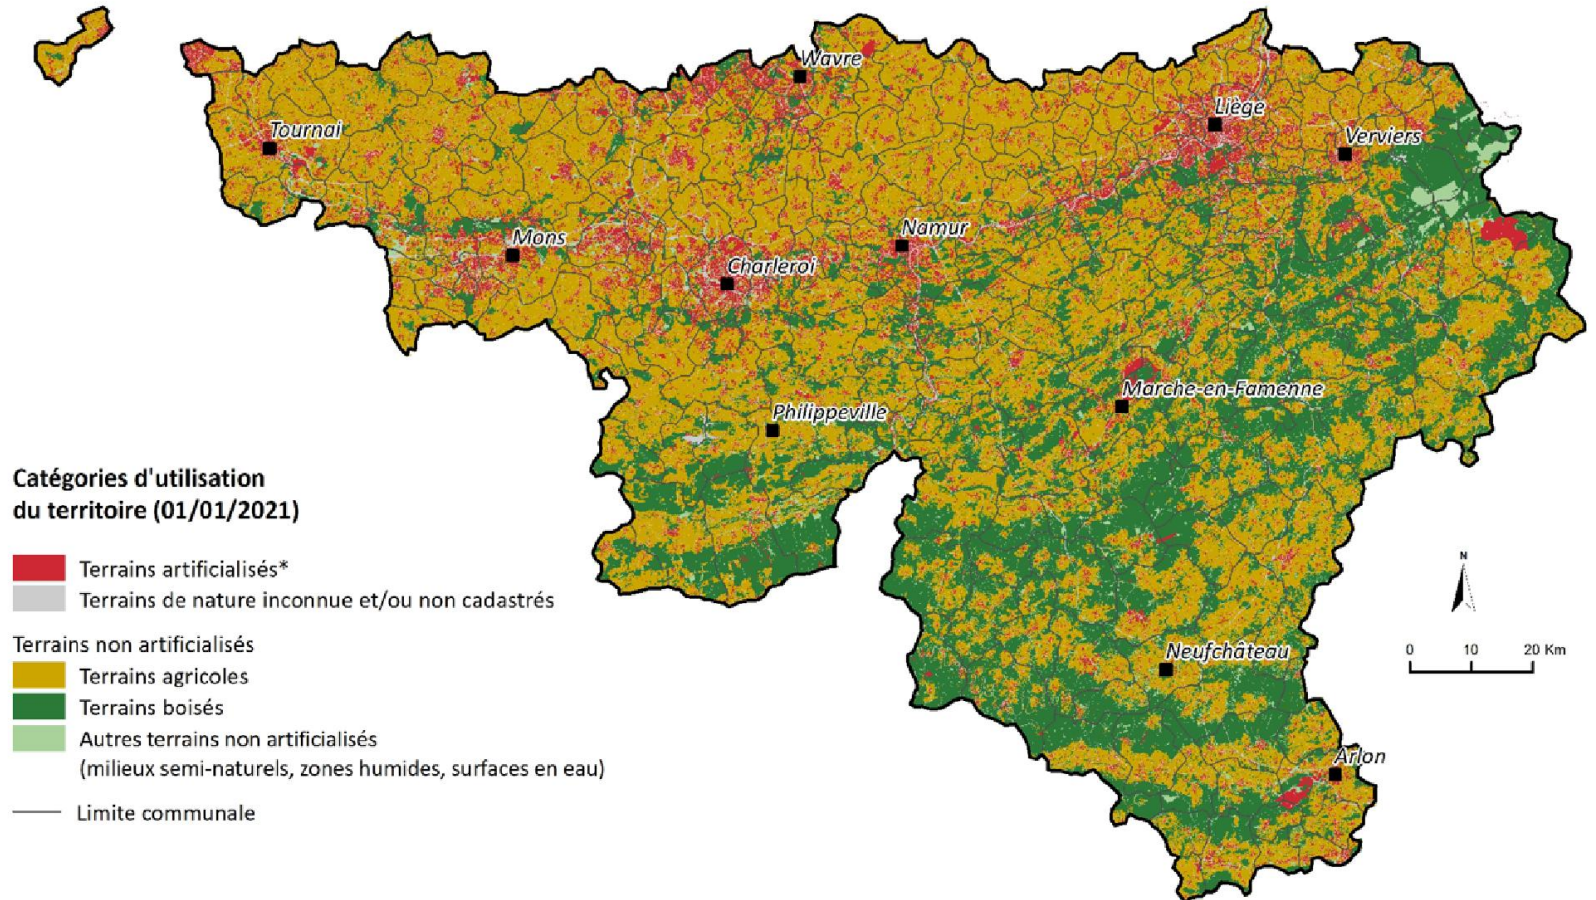 Wavre
Liège
Tournai
Verviers
Namur
Mons
Charleroi
Marche-en-Famenne
Philippeville
Catégories d'utilisation
du territoire (01/01/2021)
Terrains artificialisés*
Terrains de nature inconnue et/ou non cadastrés
Terrains non artificialisés
Terrains agricoles
Terrains boisés
Autres terrains non artificialisés
(milieux semi-naturels, zones humides, surfaces en eau)
Limite communale
N
0 10 20 Km
Neufchâteau
Arlon